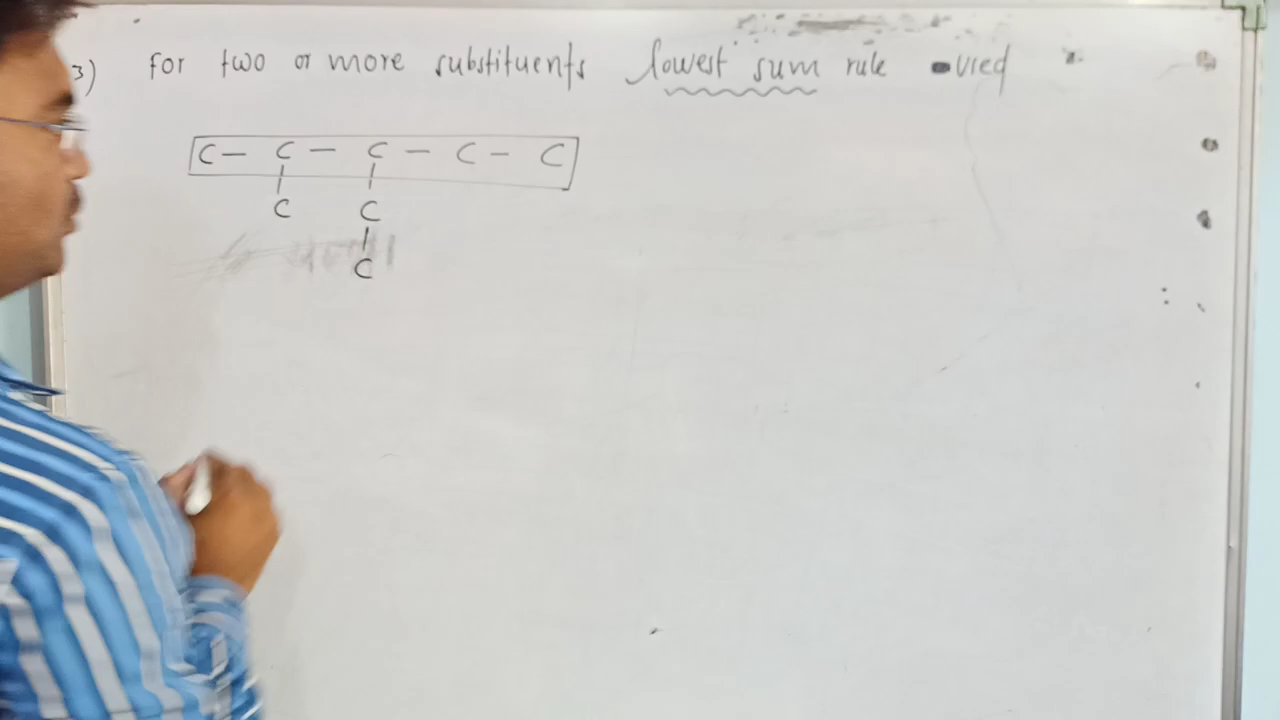 3) for two or more substituents lowest sum rule used
C - C - C - C - C
C C
C